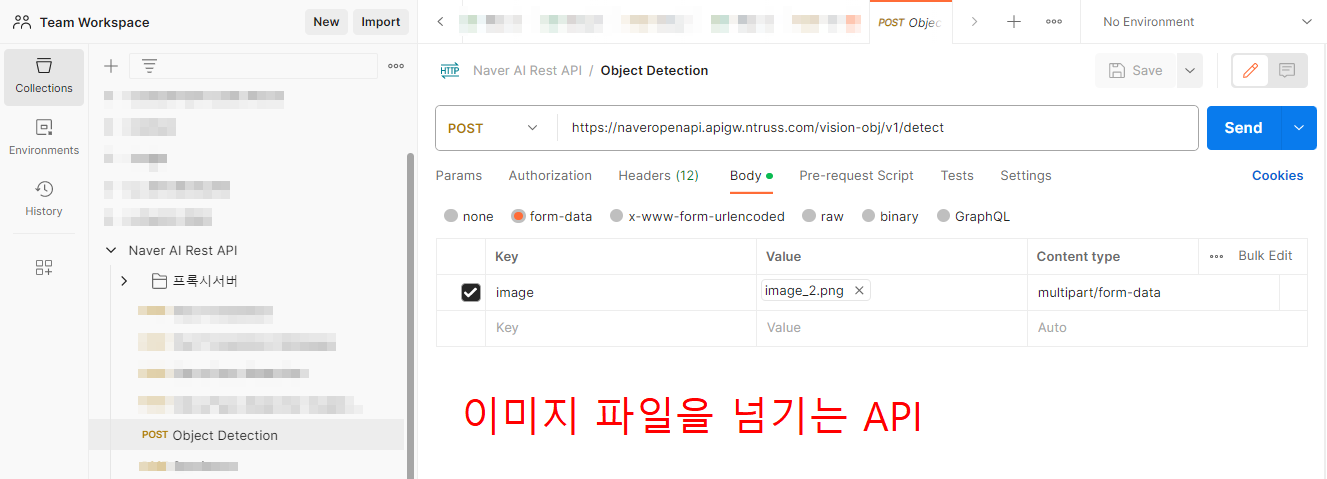 Team Workspace
New
Import
POST Objec
No Environment
Collections
Environments
History
Naver AI Rest API
프록시서버
POST Object Detection
HTTP
Naver AI Rest API / Object Detection
Save
POST
https://naveropenapi.apigw.ntruss.com/vision-obj/v1/detect
Send
Params Authorization Headers (12) Body Pre-request Script Tests Settings Cookies
none form-data x-www-form-urlencoded raw binary GraphQL
Key Value Content type Bulk Edit
image image_2.png multipart/form-data
Key Value Auto
이미지 파일을 넘기는 API